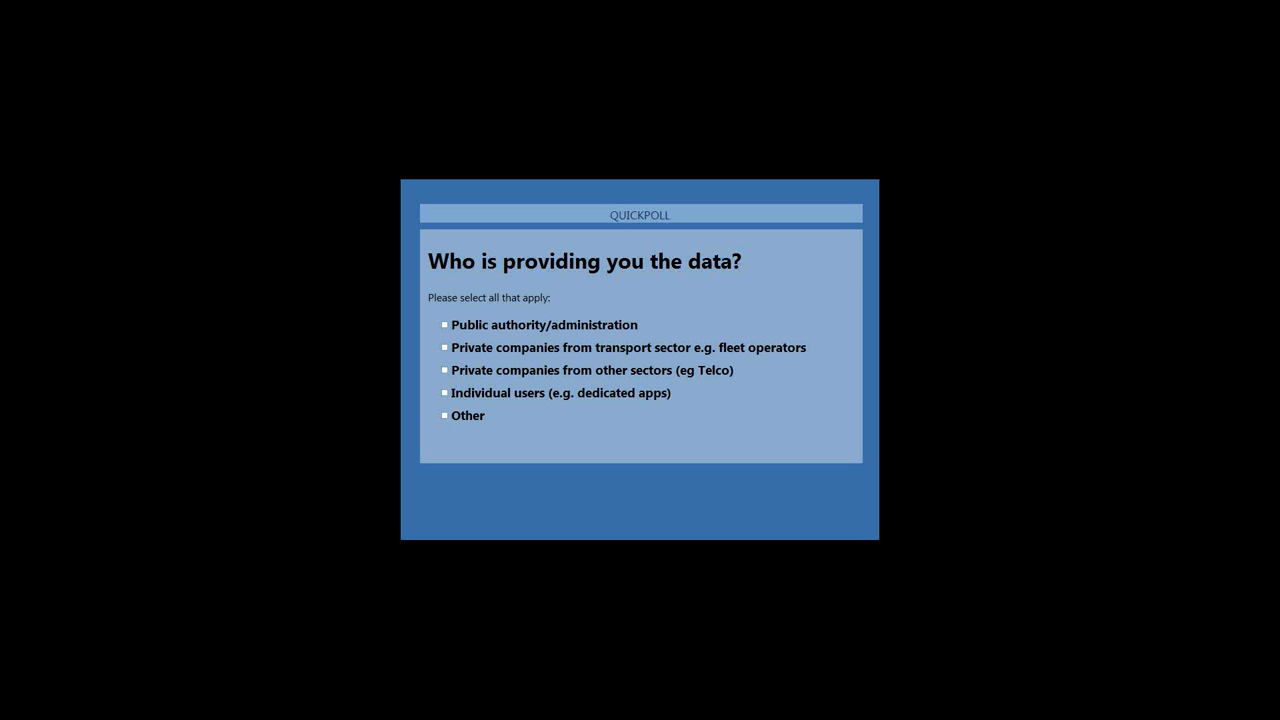 QUICKPOLL
Who is providing you the data?
Please select all that apply:
Public authority/administration
Private companies from transport sector e.g. fleet operators
Private companies from other sectors (eg Telco)
Individual users (e.g. dedicated apps)
Other